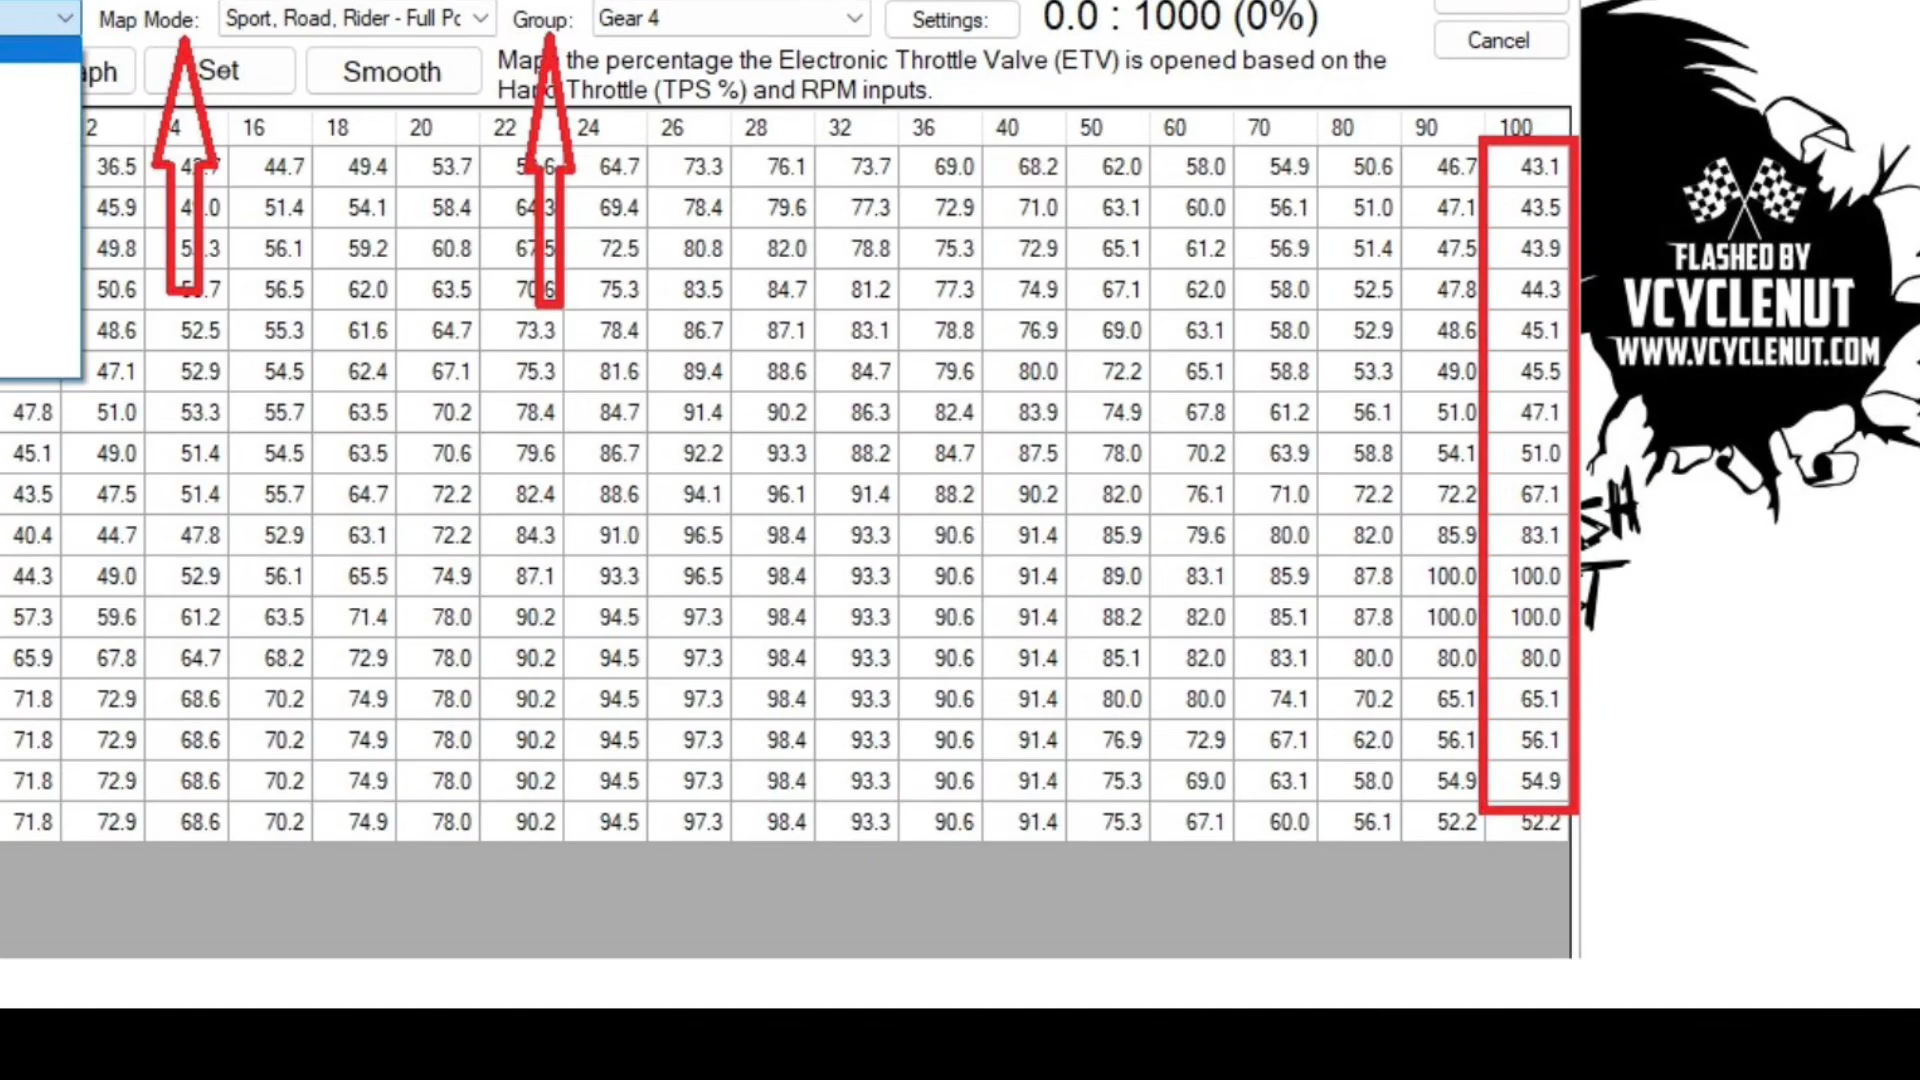 Map Mode: Sport, Road, Rider - Full Pc Group: Gear 4 Settings: 0.0 : 1000 (0%)
Cancel
aph Set Smooth
Map the percentage the Electronic Throttle Valve (ETV) is opened based on the
Hand Throttle (TPS %) and RPM inputs.
2 4 16 18 20 22 24 26 28 32 36 40 50 60 70 80 90 100
36.5 44.7 49.4 53.7 64.7 73.3 76.1 73.7 69.0 68.2 62.0 58.0 54.9 50.6 46.7 43.1
45.9 51.4 54.1 58.4 64.3 69.4 78.4 79.6 77.3 72.9 71.0 63.1 60.0 56.1 51.0 47.1 43.5
49.8 56.1 59.2 60.8 67.5 72.5 80.8 82.0 78.8 75.3 72.9 65.1 61.2 56.9 51.4 47.5 43.9
50.6 56.5 62.0 63.5 70.6 75.3 83.5 84.7 81.2 77.3 74.9 67.1 62.0 58.0 52.5 47.8 44.3
48.6 52.5 55.3 61.6 64.7 73.3 78.4 86.7 87.1 83.1 78.8 76.9 69.0 63.1 58.0 52.9 48.6 45.1
47.1 52.9 54.5 62.4 67.1 75.3 81.6 89.4 88.6 84.7 79.6 80.0 72.2 65.1 58.8 53.3 49.0 45.5
47.8 51.0 53.3 55.7 63.5 70.2 78.4 84.7 91.4 90.2 86.3 82.4 83.9 74.9 67.8 61.2 56.1 51.0 47.1
45.1 49.0 51.4 54.5 63.5 70.6 79.6 86.7 92.2 93.3 88.2 84.7 87.5 78.0 70.2 63.9 58.8 54.1 51.0
43.5 47.5 51.4 55.7 64.7 72.2 82.4 88.6 94.1 96.1 91.4 88.2 90.2 82.0 76.1 71.0 72.2 72.2 67.1
40.4 44.7 47.8 52.9 63.1 72.2 84.3 91.0 96.5 98.4 93.3 90.6 91.4 85.9 79.6 80.0 82.0 85.9 83.1
44.3 49.0 52.9 56.1 65.5 74.9 87.1 93.3 96.5 98.4 93.3 90.6 91.4 89.0 83.1 85.9 87.8 100.0 100.0
57.3 59.6 61.2 63.5 71.4 78.0 90.2 94.5 97.3 98.4 93.3 90.6 91.4 88.2 82.0 85.1 87.8 100.0 100.0
65.9 67.8 64.7 68.2 72.9 78.0 90.2 94.5 97.3 98.4 93.3 90.6 91.4 85.1 82.0 83.1 80.0 80.0 80.0
71.8 72.9 68.6 70.2 74.9 78.0 90.2 94.5 97.3 98.4 93.3 90.6 91.4 80.0 80.0 74.1 70.2 65.1 65.1
71.8 72.9 68.6 70.2 74.9 78.0 90.2 94.5 97.3 98.4 93.3 90.6 91.4 76.9 72.9 67.1 62.0 56.1 56.1
71.8 72.9 68.6 70.2 74.9 78.0 90.2 94.5 97.3 98.4 93.3 90.6 91.4 75.3 69.0 63.1 58.0 54.9 54.9
71.8 72.9 68.6 70.2 74.9 78.0 90.2 94.5 97.3 98.4 93.3 90.6 91.4 75.3 67.1 60.0 56.1 52.2 52.2
FLASHED BY
VCYCLENUT
WWW.VCYCLENUT.COM
SH
T